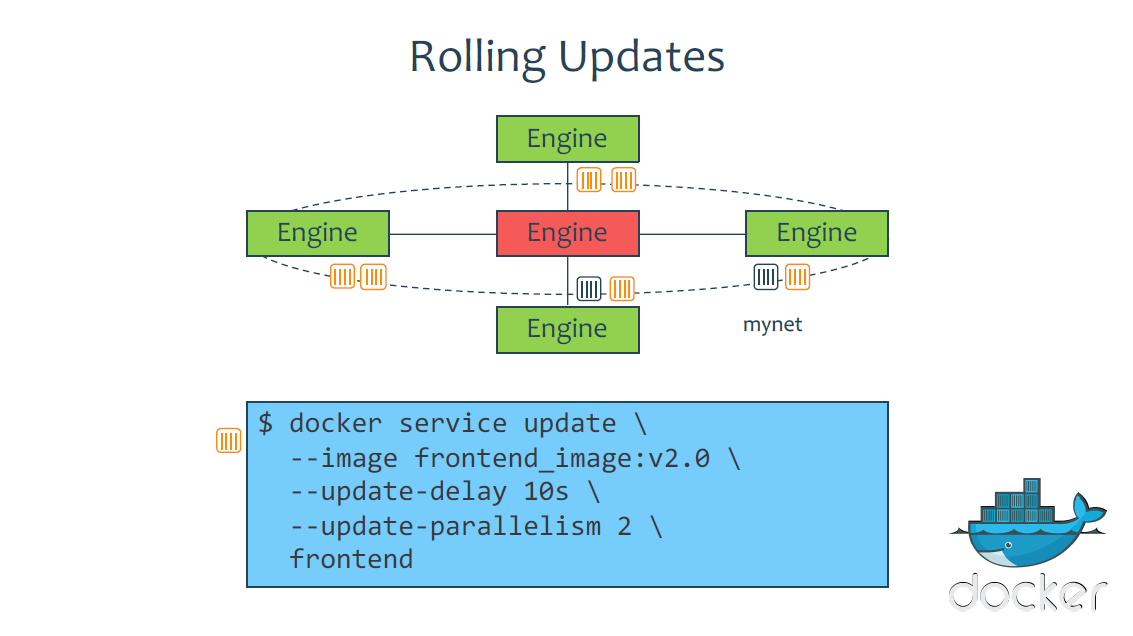 Rolling Updates
Engine
Engine
Engine
Engine
Engine
mynet
$ docker service update \
--image frontend_image:v2.0 \
--update-delay 10s \
--update-parallelism 2 \
frontend
docker